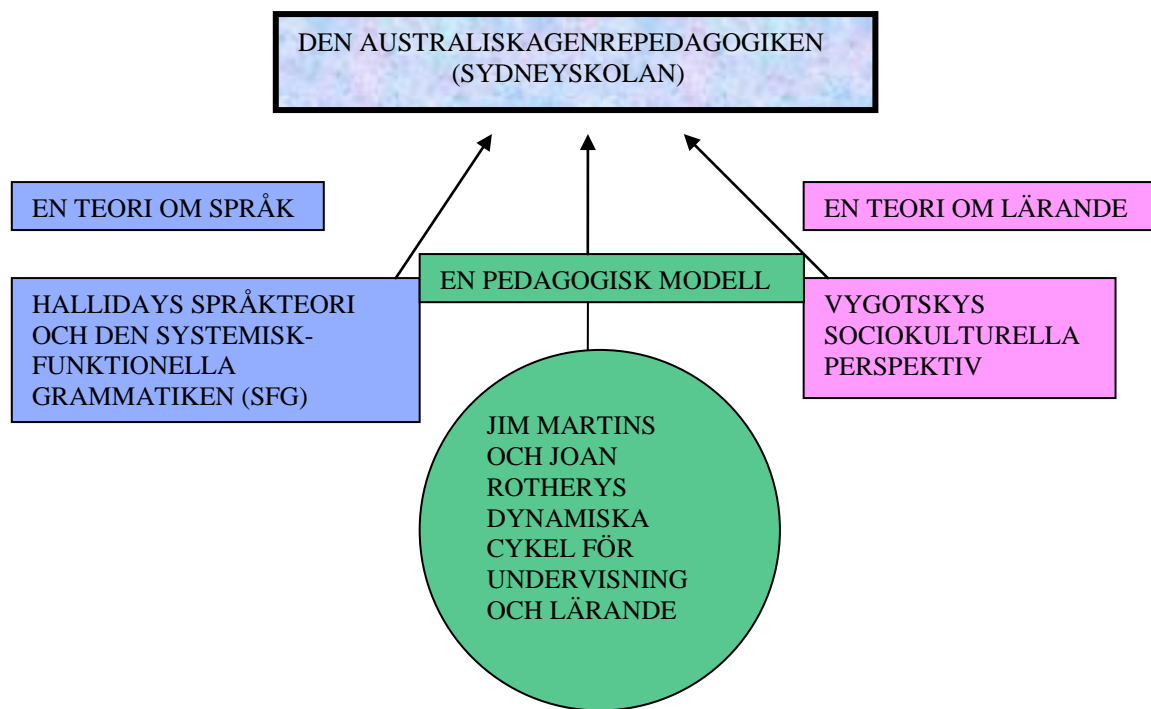 DEN AUSTRALISKAGENREPEDAGOGIKEN
(SYDNEYSKOLAN)
EN TEORI OM SPRÅK
HALLIDAYS SPRÅKTEORI
OCH DEN SYSTEMISK-
FUNKTIONELLA
GRAMMATIKEN (SFG)
EN PEDAGOGISK MODELL
JIM MARTINS
OCH JOAN
ROTHERYS
DYNAMISKA
CYKEL FÖR
UNDERVISNING
OCH LÄRANDE
EN TEORI OM LÄRANDE
VYGOTSKYS
SOCIOKULTURELLA
PERSPEKTIV